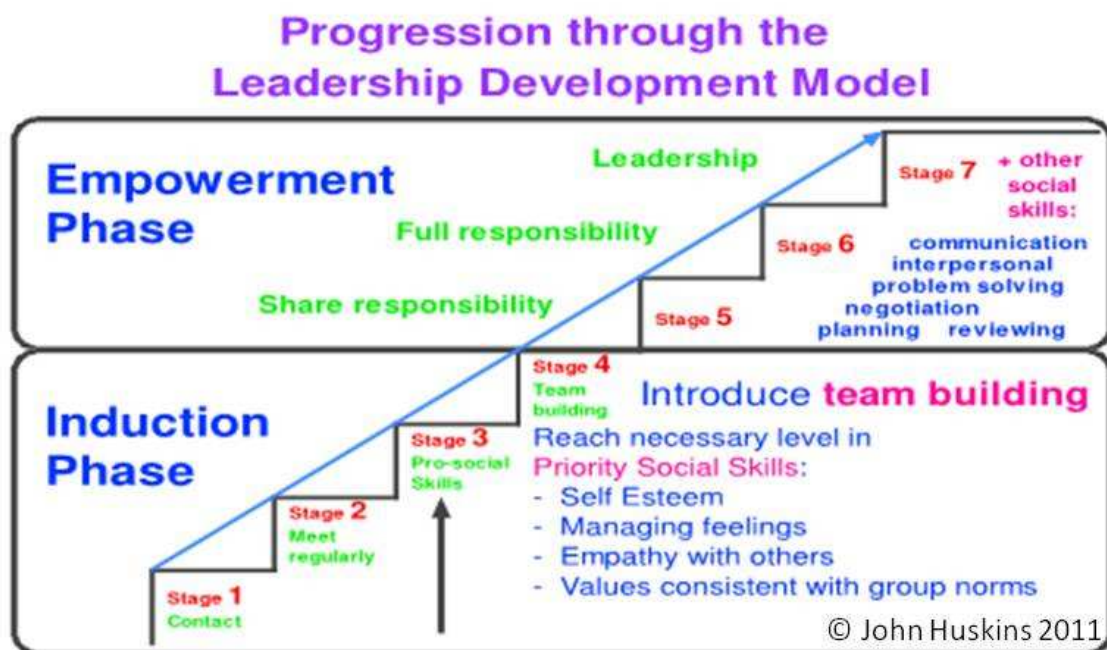 Progression through the
Leadership Development Model
Empowerment
Phase
Leadership
Full responsibility
Share responsibility
Stage 7
Stage 6
Stage 5
+ other
social
skills:
communication
interpersonal
problem solving
negotiation
planning reviewing
Induction
Phase
Stage 4
Team
building
Stage 3
Pro-social
Skills
Stage 2
Meet
regularly
Stage 1
Contact
Introduce team building
Reach necessary level in
Priority Social Skills:
- Self Esteem
- Managing feelings
- Empathy with others
- Values consistent with group norms
© John Huskins 2011